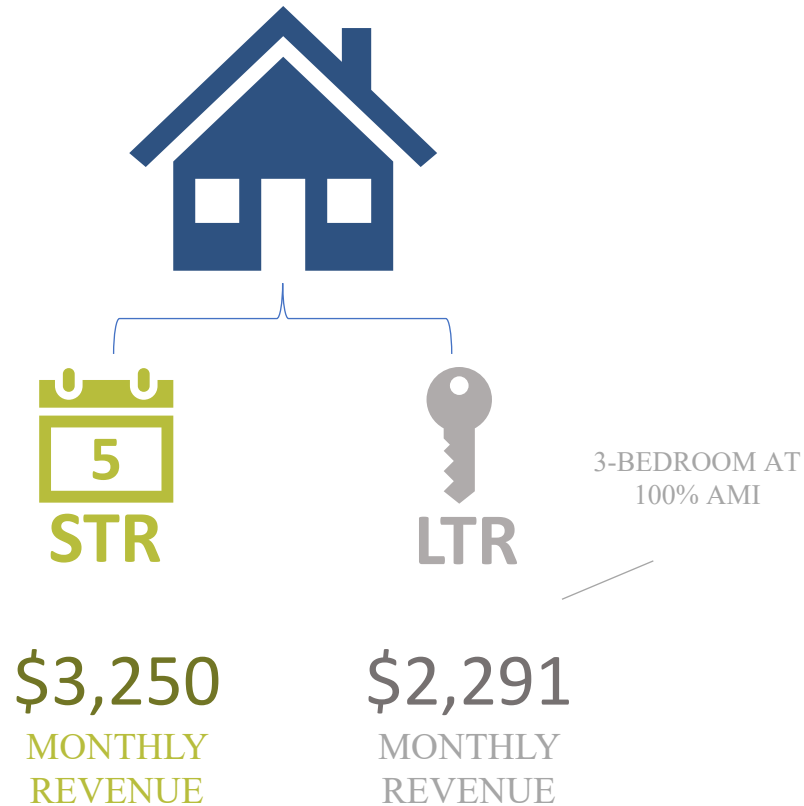 5
STR
LTR
3-BEDROOM AT
100% AMI
$3,250
MONTHLY
REVENUE
$2,291
MONTHLY
REVENUE